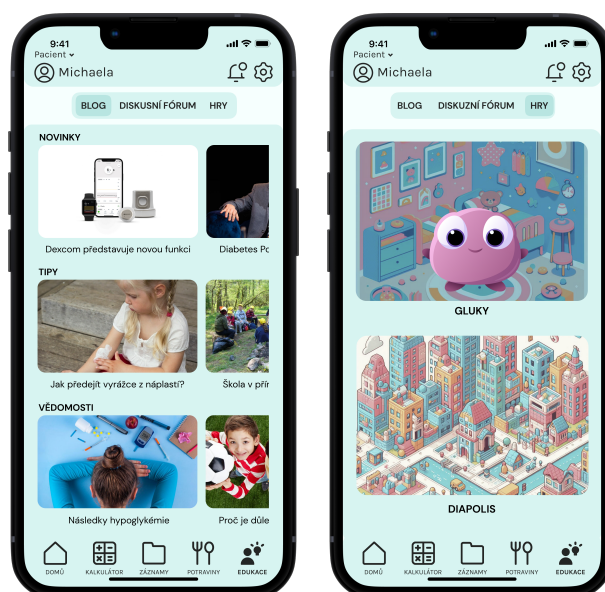 9:41
Pacient
Michaela
BLOG DISKUSNÍ FÓRUM HRY
NOVINKY
Dexcom představuje novou funkci
Diabetes Po
TIPY
Jak předejít vyrážce z náplastí?
Škola v přír
VĚDOMOSTI
Následky hypoglykémie
Proč je důle
DOMŮ KALKULÁTOR ZÁZNAMY POTRAVINY EDUKACE
9:41
Pacient
Michaela
BLOG DISKUZNÍ FÓRUM HRY
GLUKY
DIAPOLIS
DOMŮ KALKULÁTOR ZÁZNAMY POTRAVINY EDUKACE